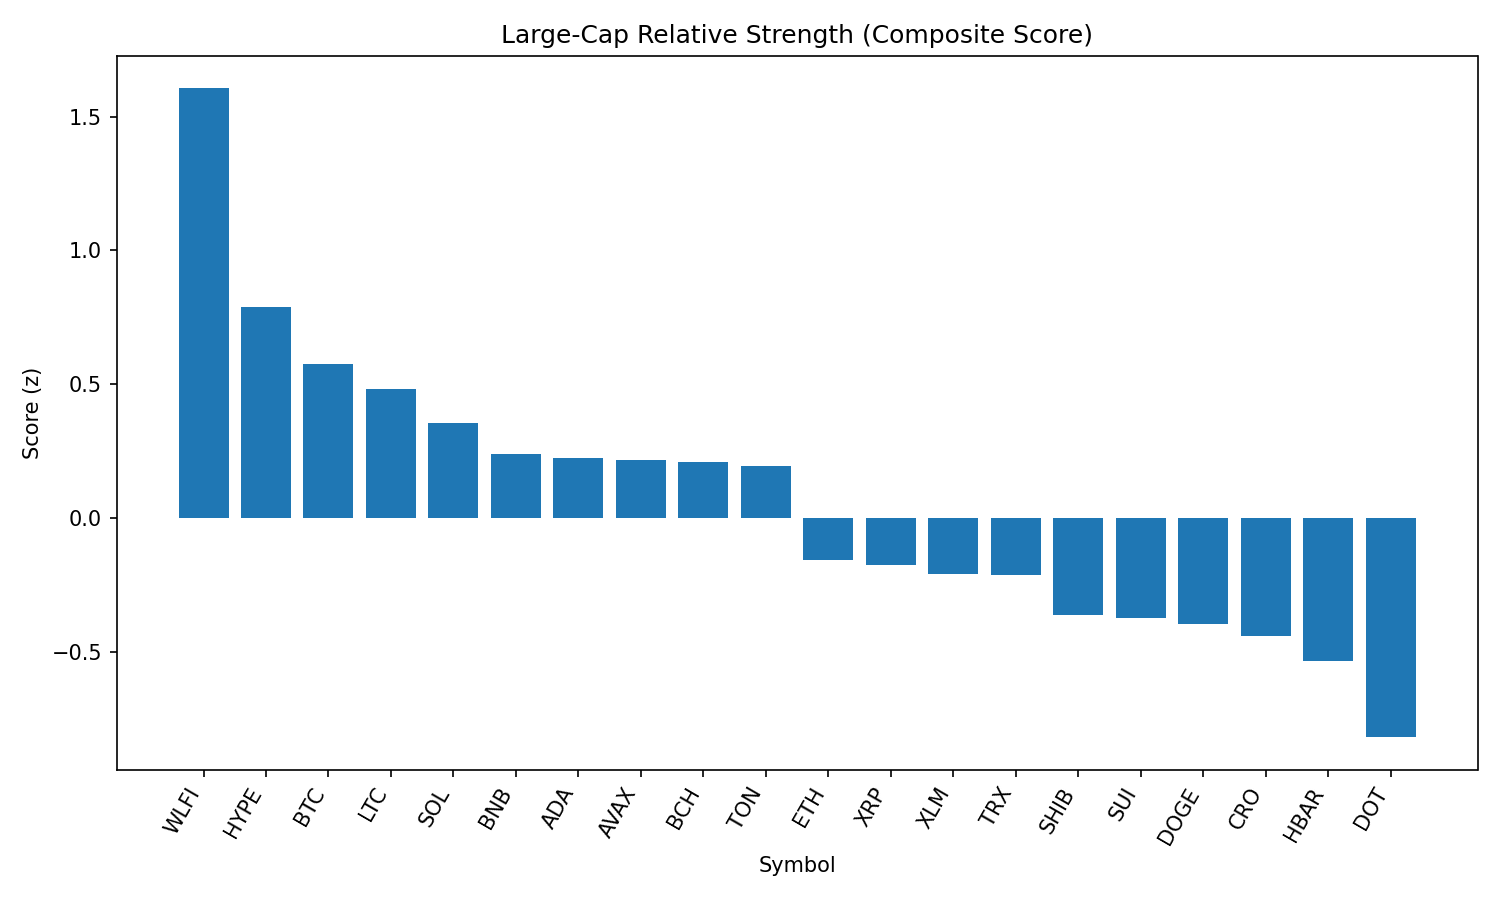 Large-Cap Relative Strength (Composite Score)
Score (z)
1.5
1.0
0.5
0.0
−0.5
WLFI
HYPE
BTC
LTC
SOL
BNB
ADA
AVAX
BCH
TON
ETH
XRP
XLM
TRX
SHIB
SUI
DOGE
CRO
HBAR
DOT
Symbol